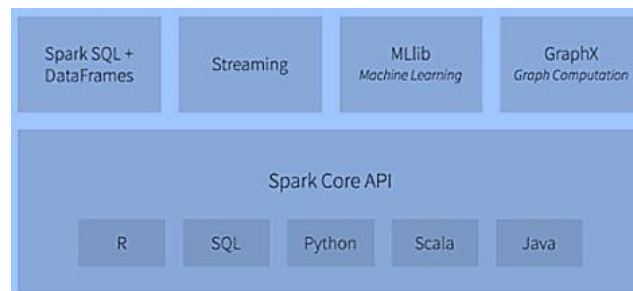 Spark SQL +
DataFrames
Streaming
MLlib
Machine Learning
GraphX
Graph Computation
Spark Core API
R
SQL
Python
Scala
Java